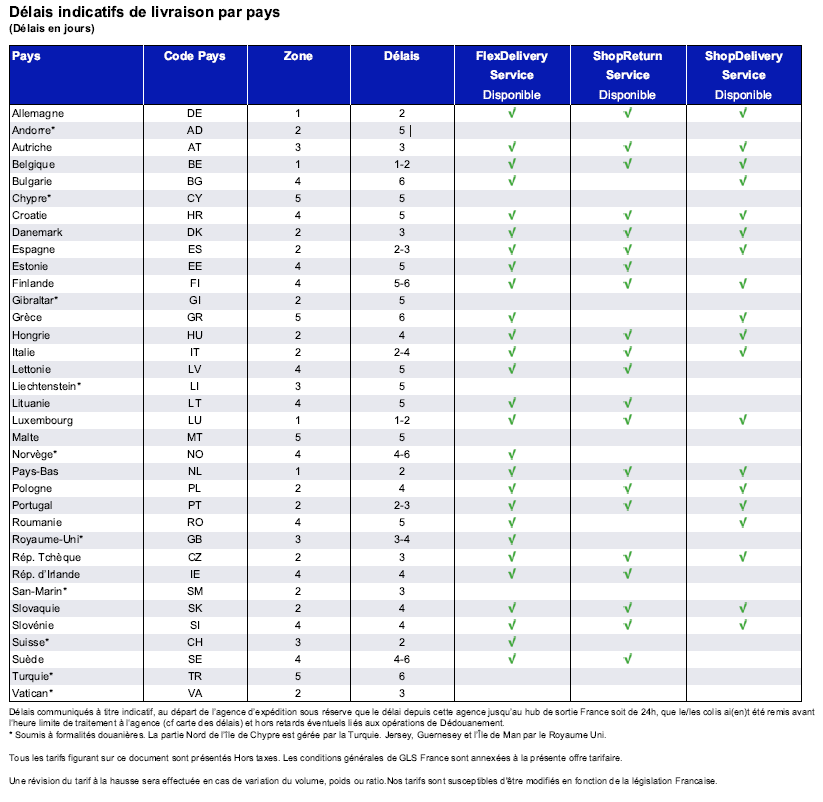 Délais indicatifs de livraison par pays
(Délais en jours)
Pays Code Pays Zone Délais FlexDelivery Service Disponible ShopReturn Service Disponible ShopDelivery Service Disponible
Allemagne DE 1 2 √ √ √
Andorre* AD 2 5
Autriche AT 3 3 √ √ √
Belgique BE 1 1-2 √ √ √
Bulgarie BG 4 6 √ √
Chypre* CY 5 5
Croatie HR 4 5 √ √ √
Danemark DK 2 3 √ √ √
Espagne ES 2 2-3 √ √ √
Estonie EE 4 5 √ √
Finlande FI 4 5-6 √ √ √
Gibraltar* GI 2 5
Grèce GR 5 6 √ √
Hongrie HU 2 4 √ √ √
Italie IT 2 2-4 √ √ √
Lettonie LV 4 5 √ √
Liechtenstein* LI 3 5
Lituanie LT 4 5 √ √
Luxembourg LU 1 1-2 √ √ √
Malte MT 5 5
Norvège* NO 4 4-6 √
Pays-Bas NL 1 2 √ √ √
Pologne PL 2 4 √ √ √
Portugal PT 2 2-3 √ √ √
Roumanie RO 4 5 √ √
Royaume-Uni* GB 3 3-4 √
Rép. Tchèque CZ 2 3 √ √ √
Rép. d'Irlande IE 4 4 √ √
San-Marin* SM 2 3
Slovaquie SK 2 4 √ √ √
Slovénie SI 4 4 √ √ √
Suisse* CH 3 2 √
Suède SE 4 4-6 √ √
Turquie* TR 5 6
Vatican* VA 2 3
Délais communiqués à titre indicatif, au départ de l'agence d'expédition sous réserve que le délai depuis cette agence jusqu'au hub de sortie France soit de 24h, que le/les colis ai(en)t été remis avant
l'heure limite de traitement à l'agence (cf carte des délais) et hors retards éventuels liés aux opérations de Dédouanement.
* Soumis à formalités douanières. La partie Nord de l'île de Chypre est gérée par la Turquie. Jersey, Guernesey et l'Île de Man par le Royaume Uni.
Tous les tarifs figurant sur ce document sont présentés Hors taxes. Les conditions générales de GLS France sont annexées à la présente offre tarifaire.
Une révision du tarif à la hausse sera effectuée en cas de variation du volume, poids ou ratio.Nos tarifs sont susceptibles d'être modifiés en fonction de la législation Francaise.